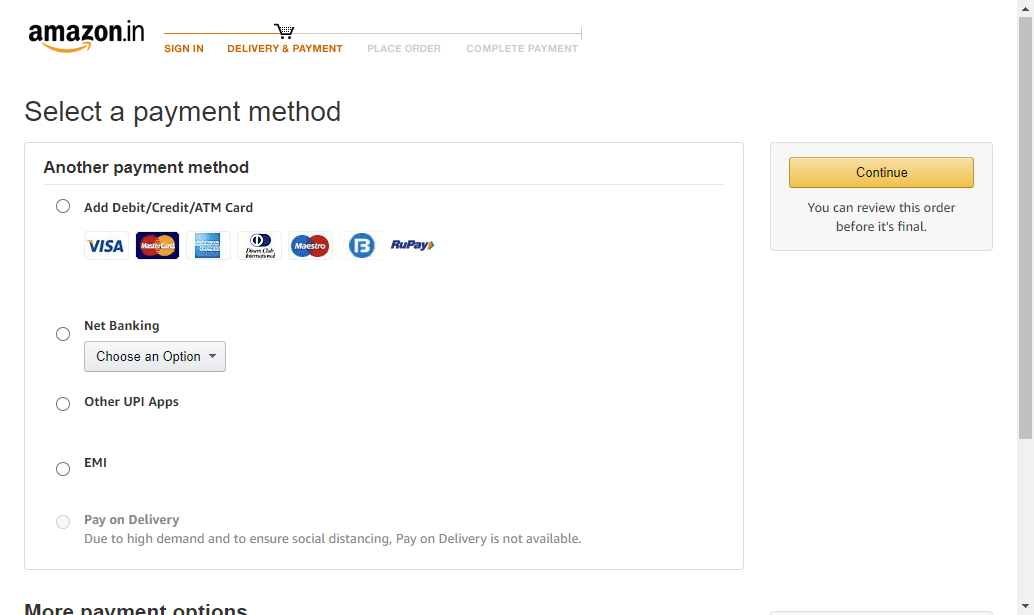 amazon.in
SIGN IN DELIVERY & PAYMENT PLACE ORDER COMPLETE PAYMENT
Select a payment method
Another payment method
Add Debit/Credit/ATM Card
VISA MasterCard AMERICAN EXPRESS Diners Club International Maestro B RuPay
Net Banking
Choose an Option
Other UPI Apps
EMI
Pay on Delivery
Due to high demand and to ensure social distancing, Pay on Delivery is not available.
Continue
You can review this order
before it's final.
More payment options